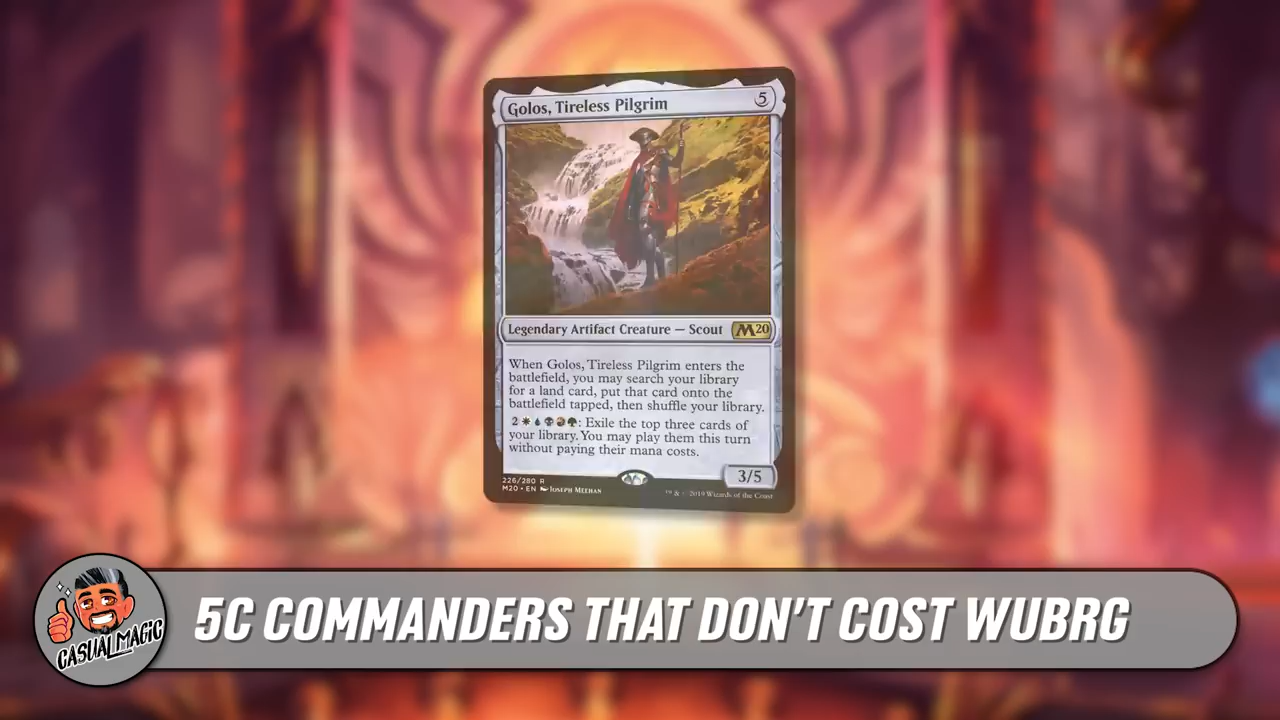 Golos, Tireless Pilgrim 5
Legendary Artifact Creature — Scout M20
When Golos, Tireless Pilgrim enters the
battlefield, you may search your library
for a land card, put that card onto the
battlefield tapped, then shuffle your library.
2: Exile the top three cards of
your library. You may play them this turn
without paying their mana costs.
3/5
226/280 R
M20 • EN Joseph Meehan
™ & © 2019 Wizards of the Coast
5C COMMANDERS THAT DON'T COST WUBRG
CASUAL MAGIC